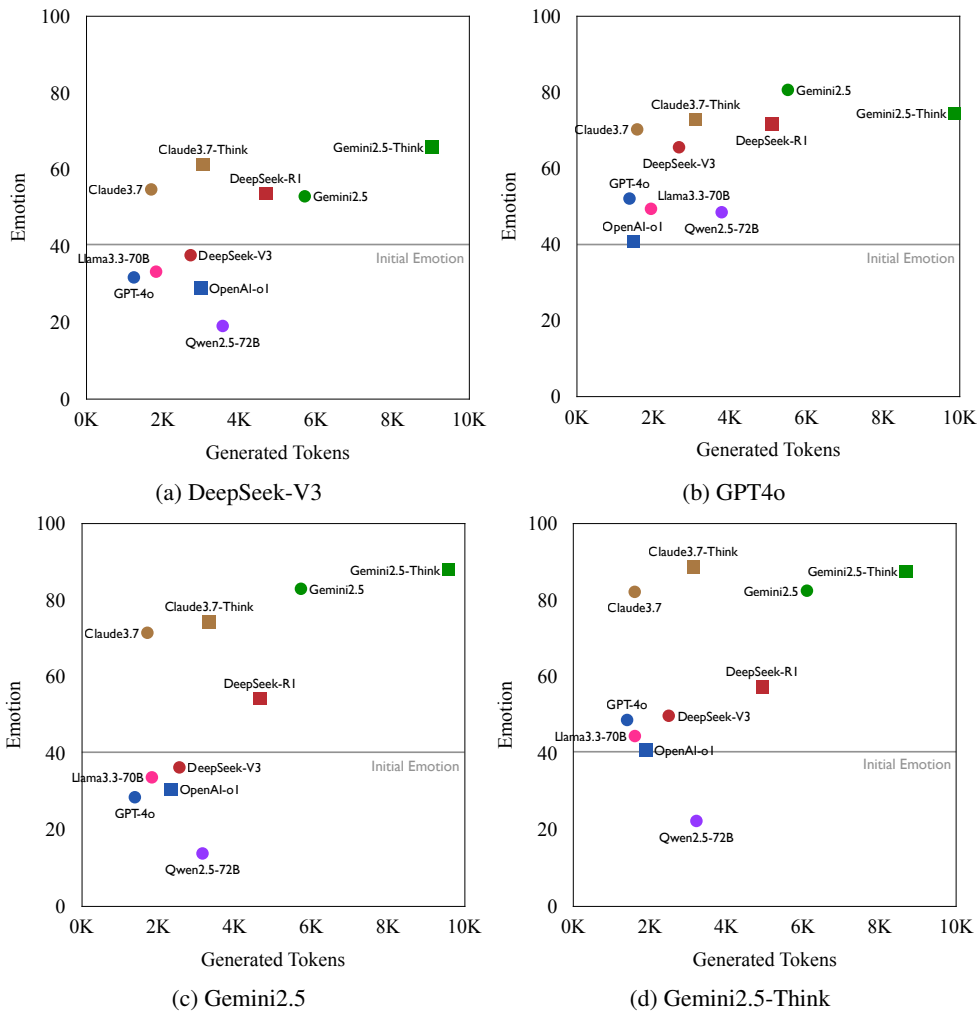 100
80
60
40
20
0
Emotion
Claude3.7-Think
Gemini2.5-Think
Claude3.7
DeepSeek-R1
Gemini2.5
Initial Emotion
DeepSeek-V3
Llama3.3-70B
GPT-4o
OpenAI-o1
Qwen2.5-72B
0K 2K 4K 6K 8K 10K
Generated Tokens
(a) DeepSeek-V3
100
80
60
40
20
0
Emotion
Gemini2.5
Claude3.7-Think
Gemini2.5-Think
Claude3.7
DeepSeek-R1
DeepSeek-V3
GPT-4o
Llama3.3-70B
Qwen2.5-72B
OpenAI-o1
Initial Emotion
0K 2K 4K 6K 8K 10K
Generated Tokens
(b) GPT4o
100
80
60
40
20
0
Emotion
Gemini2.5-Think
Gemini2.5
Claude3.7-Think
Claude3.7
DeepSeek-R1
Initial Emotion
DeepSeek-V3
Llama3.3-70B
OpenAI-o1
GPT-4o
Qwen2.5-72B
0K 2K 4K 6K 8K 10K
Generated Tokens
(c) Gemini2.5
100
80
60
40
20
0
Emotion
Claude3.7-Think
Gemini2.5-Think
Gemini2.5
Claude3.7
DeepSeek-R1
GPT-4o
DeepSeek-V3
Llama3.3-70B
OpenAI-o1
Initial Emotion
Qwen2.5-72B
0K 2K 4K 6K 8K 10K
Generated Tokens
(d) Gemini2.5-Think